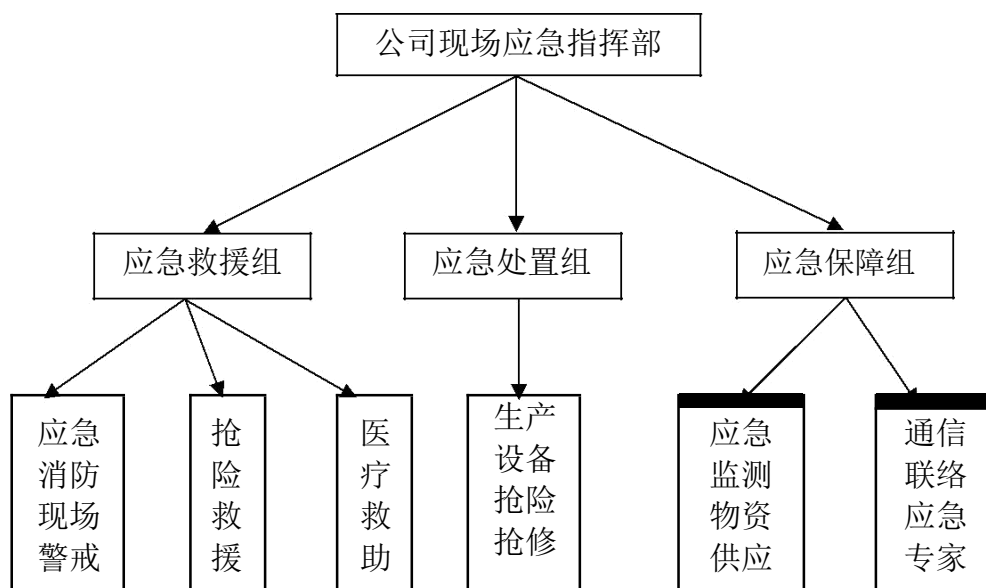 公司现场应急指挥部
应急救援组
应急处置组
应急保障组
应急
消防
现场
警戒
抢
险
救
援
医
疗
救
助
生产
设备
抢险
抢修
应急
监测
物资
供应
通信
联络
应急
专家